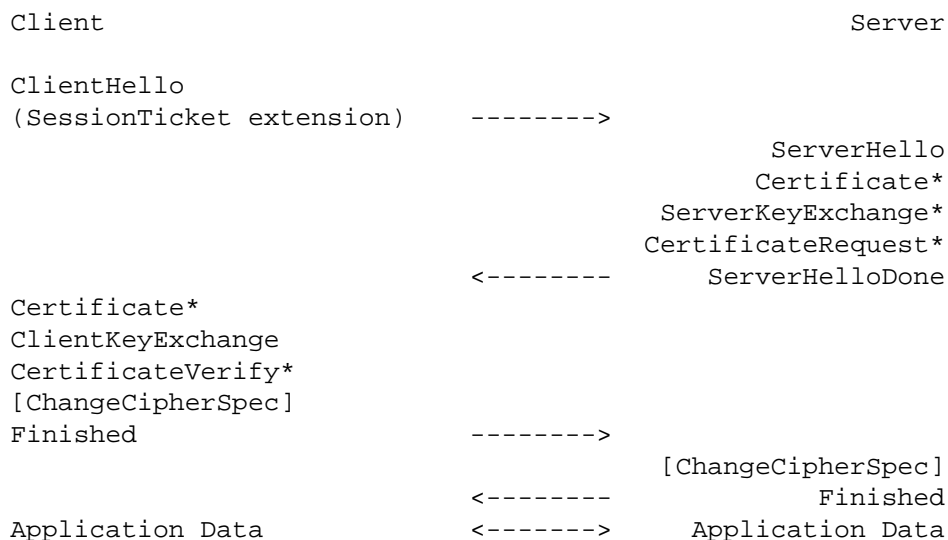 Client                                               Server

ClientHello
(SessionTicket extension)    -------->
                                                ServerHello
                                               Certificate*
                                         ServerKeyExchange*
                                        CertificateRequest*
                             <--------      ServerHelloDone
Certificate*
ClientKeyExchange
CertificateVerify*
[ChangeCipherSpec]
Finished                     -------->
                                         [ChangeCipherSpec]
                             <--------             Finished
Application Data             <------->     Application Data